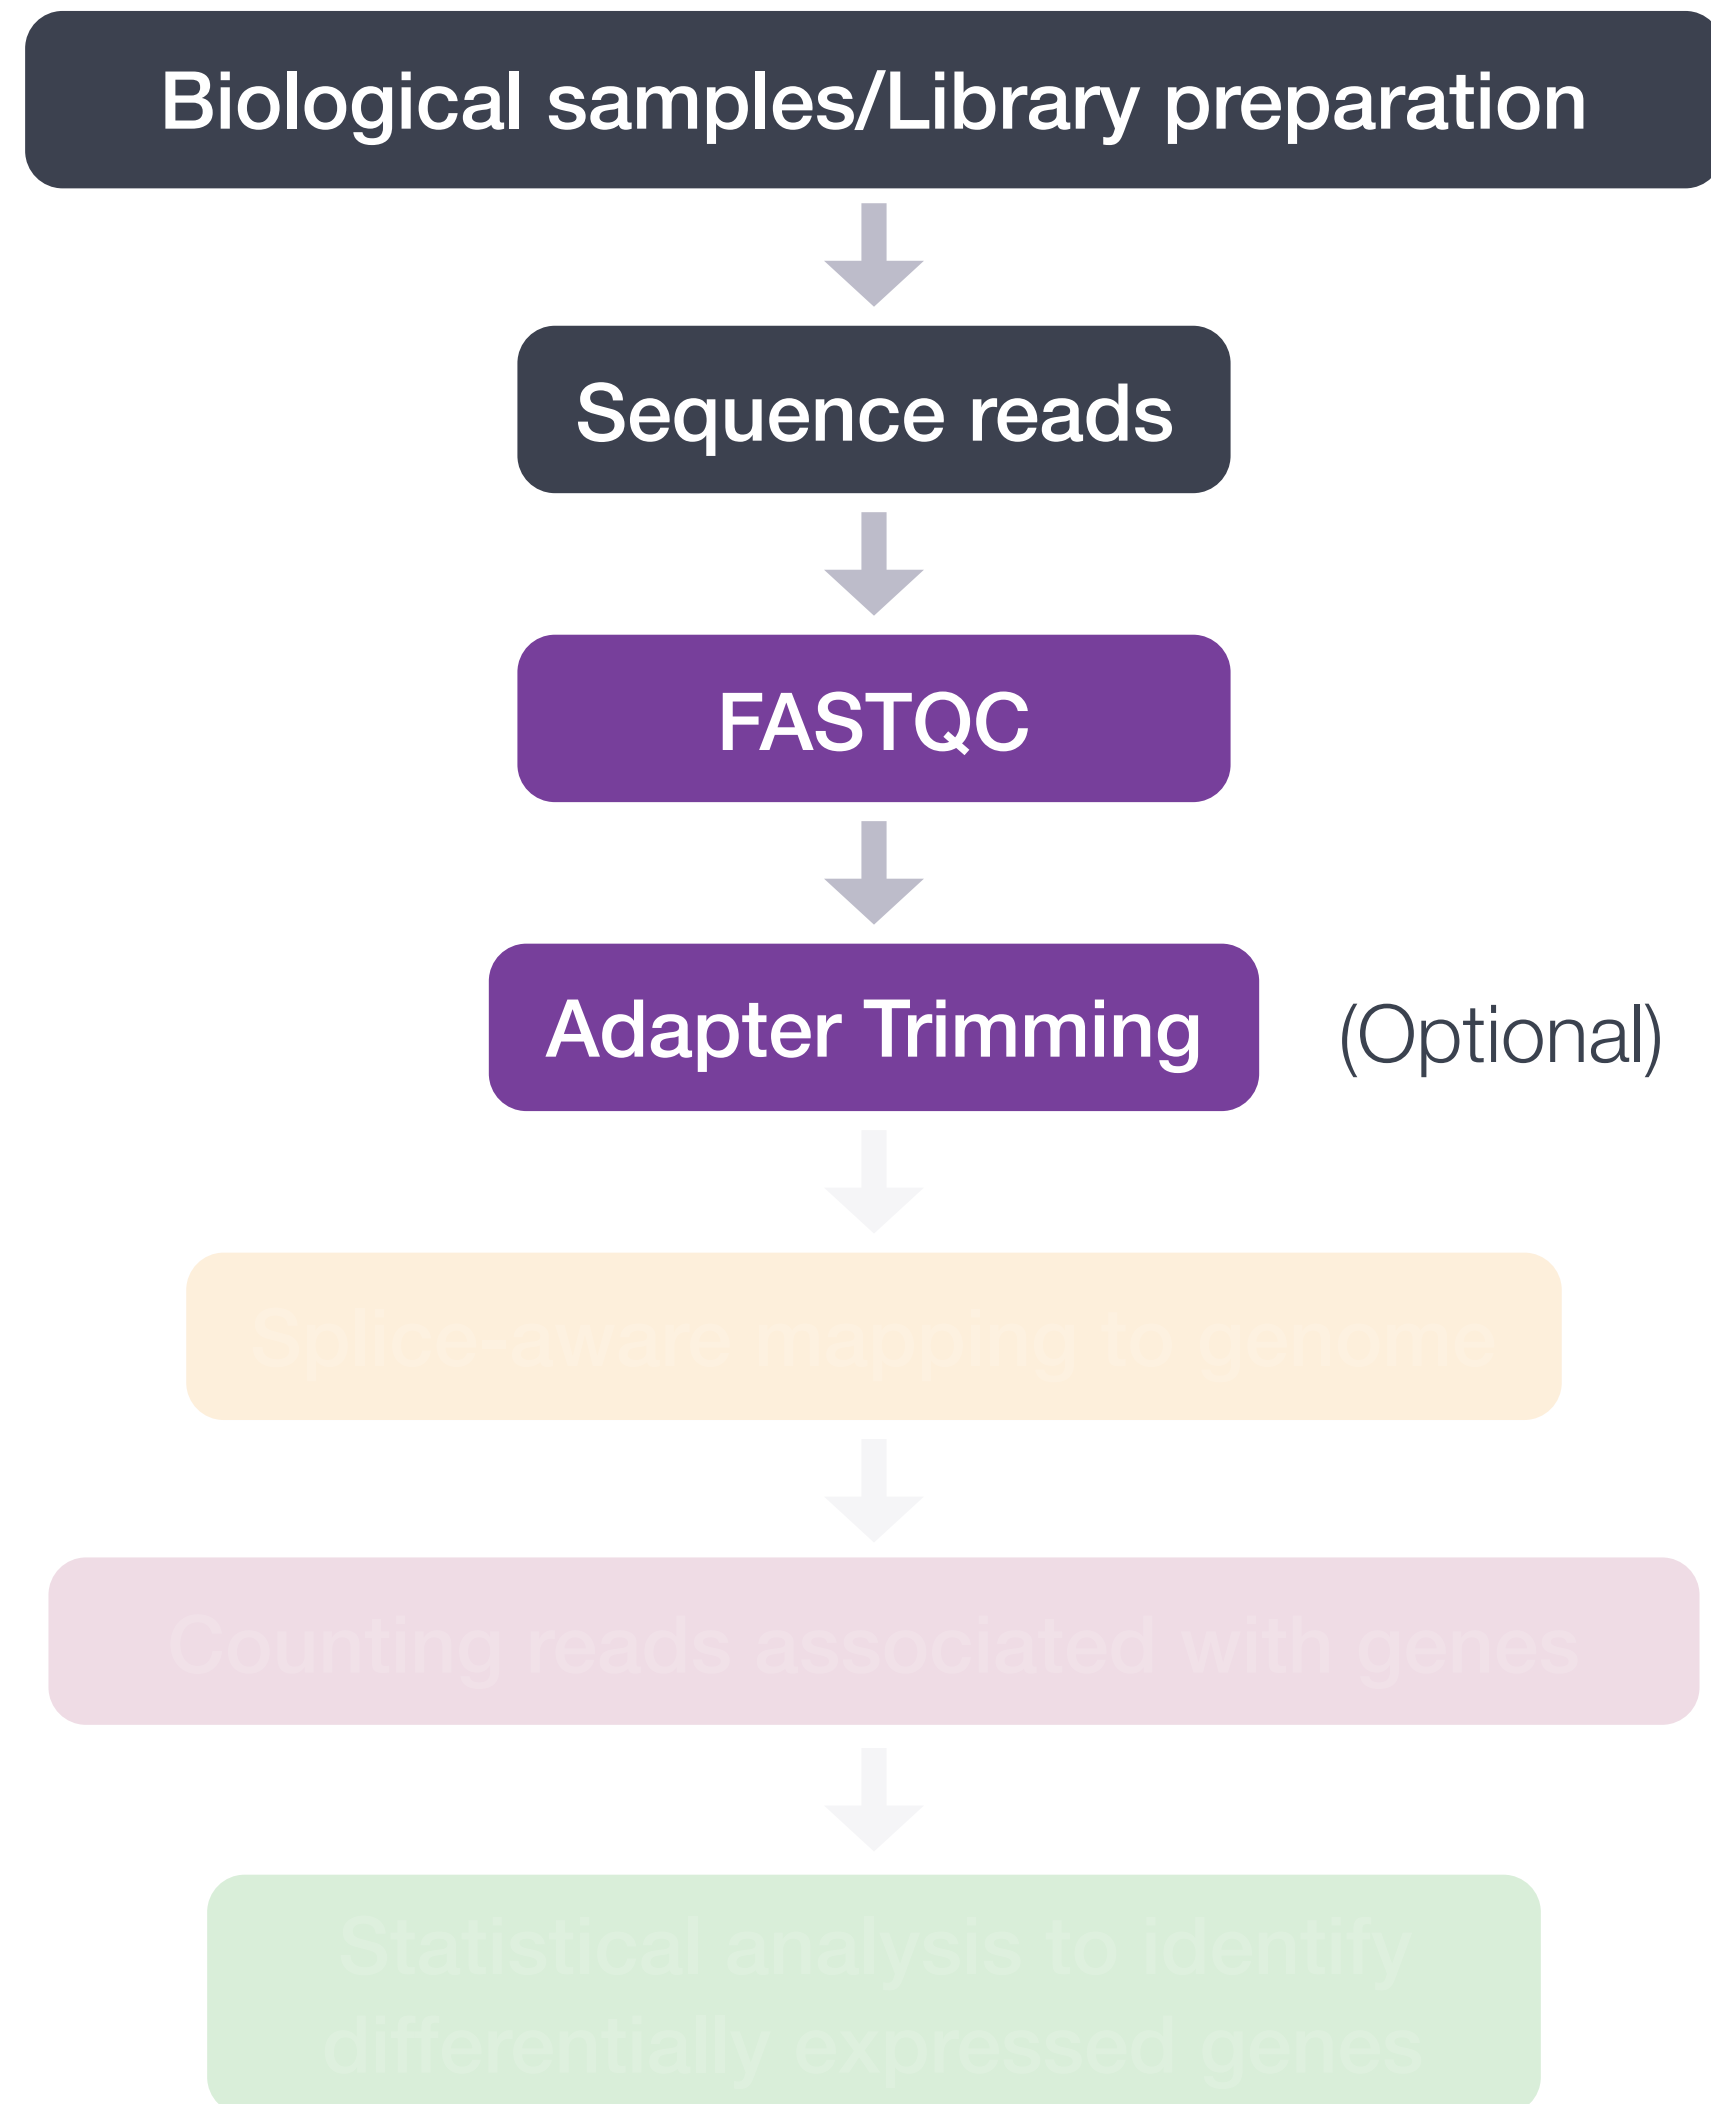 Biological samples/Library preparation
Sequence reads
FASTQC
Adapter Trimming
(Optional)
Splice-aware mapping to genome
Counting reads associated with genes
Statistical analysis to identify
differentially expressed genes